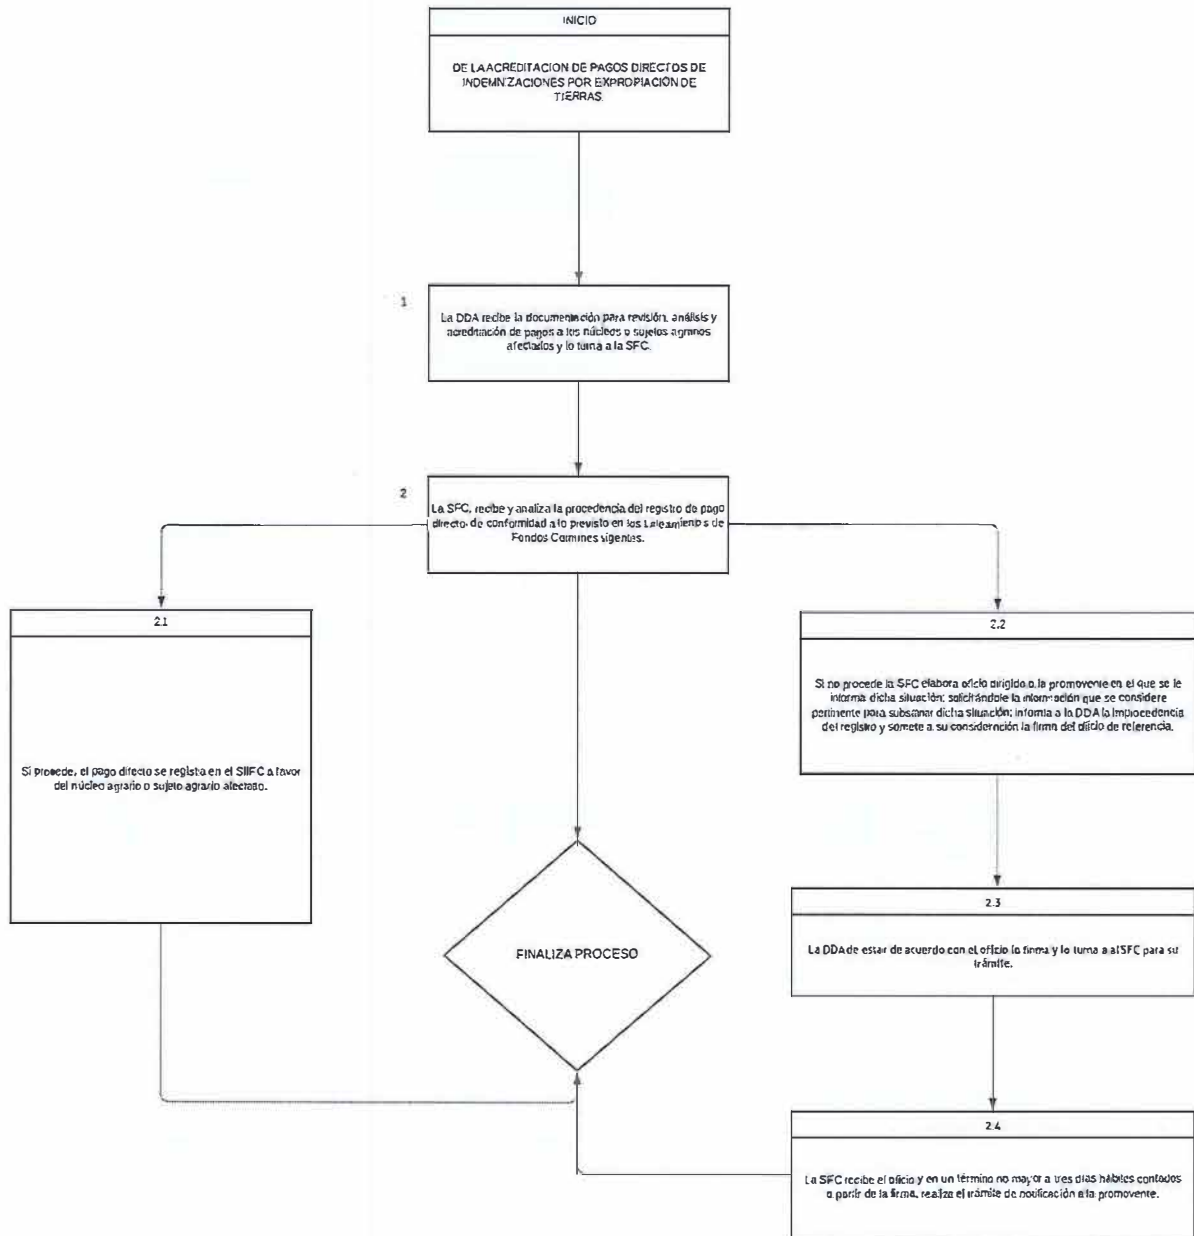 INICIO
DE LA ACREDITACION DE PAGOS DIRECTOS DE
INDEMNIZACIONES POR EXPROPIACIÓN DE
TIERRAS.
1
La DDA recibe la documentación para revisión, análisis y
acreditación de pagos a los núcleos o sujetos agrarios
afectados y lo turna a la SFC.
2
La SFC, recibe y analiza la procedencia del registro de pago
directo, de conformidad a lo previsto en los Lineamientos de
Fondos Comunes vigentes.
2.1
Si procede, el pago directo se registra en el SIIFC a favor
del núcleo agrario o sujeto agrario afectado.
2.2
Si no procede la SFC elabora oficio dirigido a la promovente en el que se le
informa dicha situación; solicitándole la información que se considere
pertinente para subsanar dicha situación; informa a la DDA la improcedencia
del registro y somete a su consideración la firma del oficio de referencia.
2.3
La DDA de estar de acuerdo con el oficio lo firma y lo turna a al SFC para su
trámite.
FINALIZA PROCESO
2.4
La SFC recibe el oficio y en un término no mayor a tres días hábiles contados
a partir de la firma, realiza el trámite de notificación a la promovente.